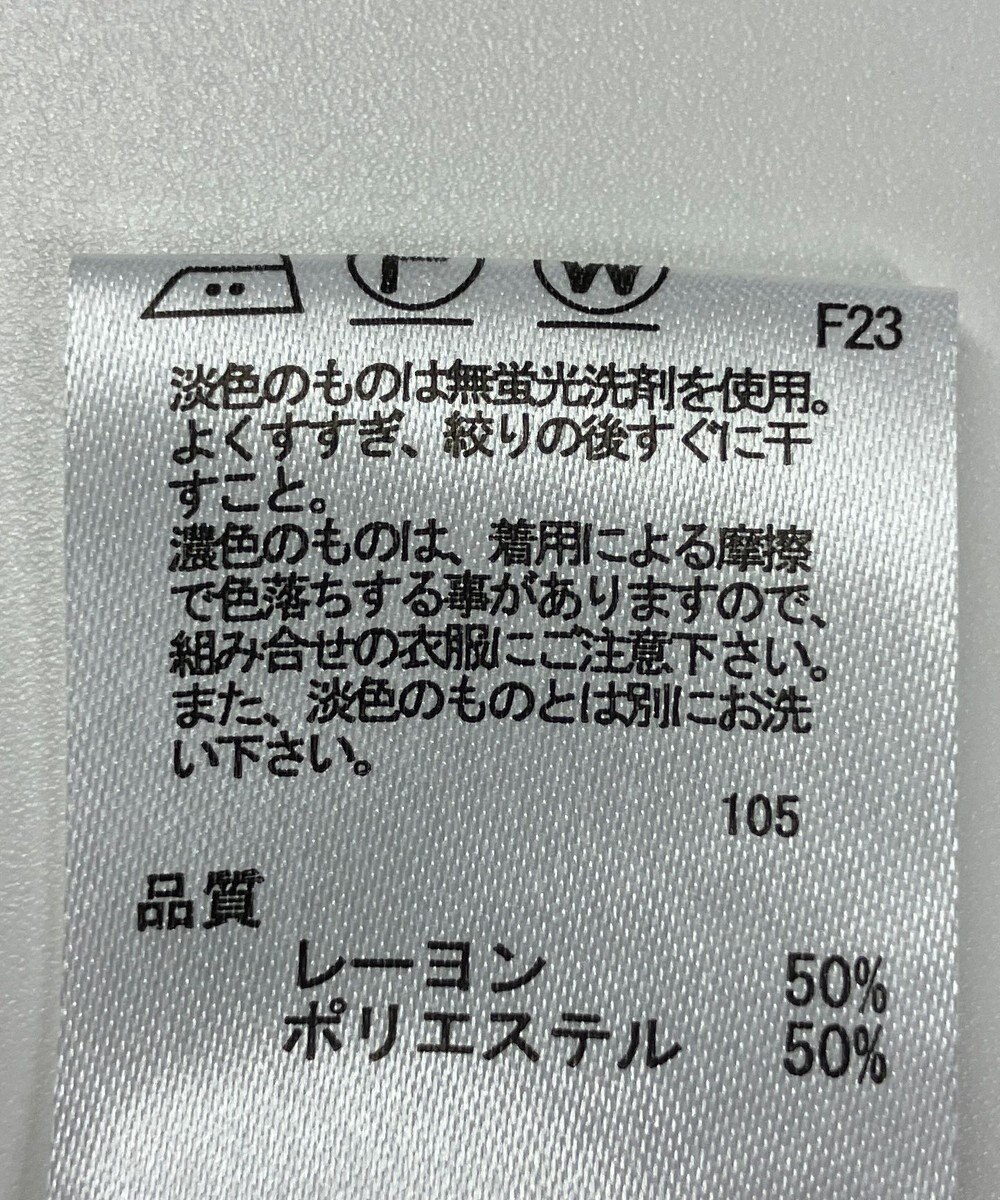 F W
F23
淡色のものは無蛍光洗剤を使用。
よくすすぎ、絞りの後すぐに干
すこと。
濃色のものは、着用による摩擦
で色落ちする事がありますので、
組み合せの衣服にご注意下さい。
また、淡色のものとは別にお洗
い下さい。
105
品質
レーヨン 50%
ポリエステル 50%